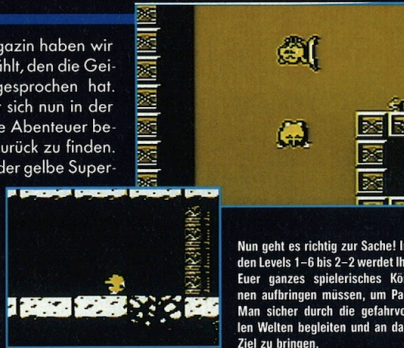 gazin haben wir
ählt, den die Gei-
gesprochen hat.
sich nun in der
e Abenteuer be-
urück zu finden.
der gelbe Super-
Nun geht es richtig zur Sache! In
den Levels 1–6 bis 2–2 werdet Ih
Euer ganzes spielerisches Kö
nen aufbringen müssen, um Pa
Man sicher durch die gefahrvo
len Welten begleiten und an da
Ziel zu bringen.